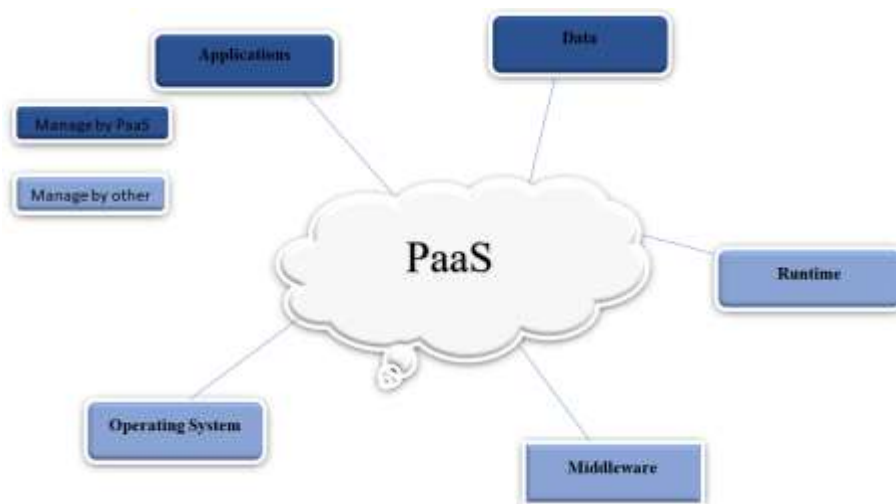 Applications
Data
Manage by PaaS
Manage by other
PaaS
Runtime
Operating System
Middleware